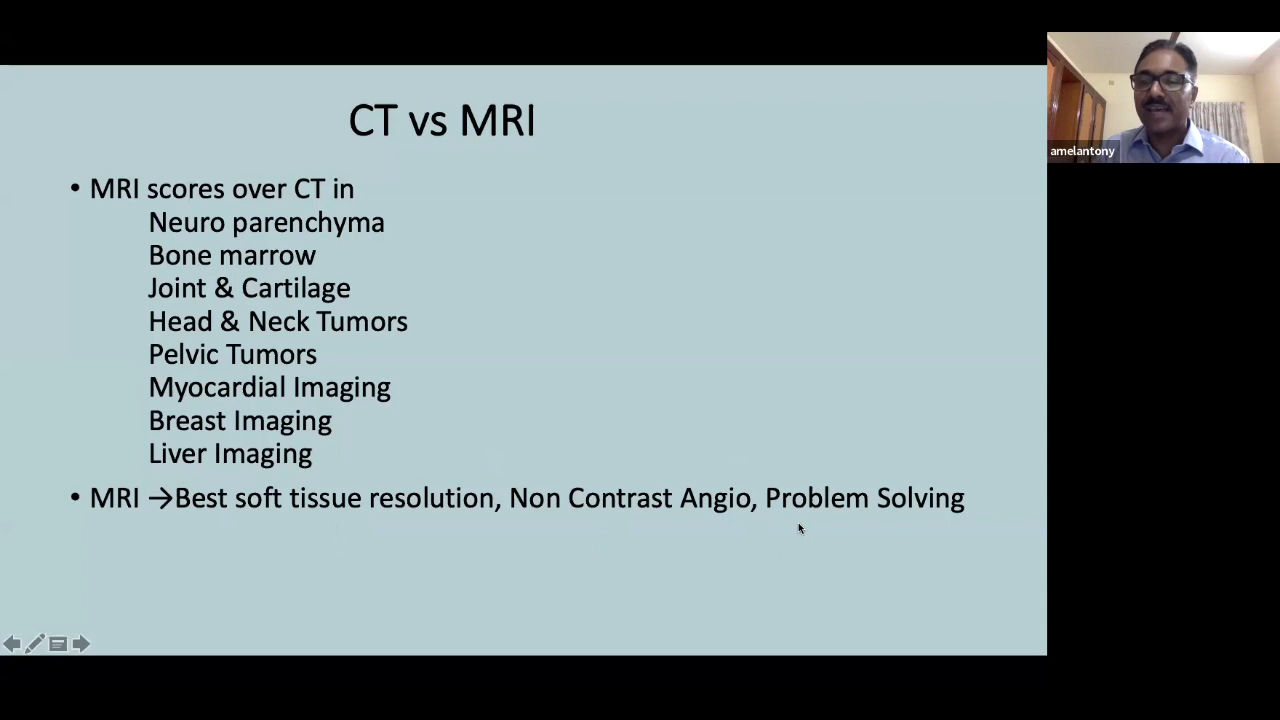 CT vs MRI
amelantony
• MRI scores over CT in
Neuro parenchyma
Bone marrow
Joint & Cartilage
Head & Neck Tumors
Pelvic Tumors
Myocardial Imaging
Breast Imaging
Liver Imaging
• MRI →Best soft tissue resolution, Non Contrast Angio, Problem Solving